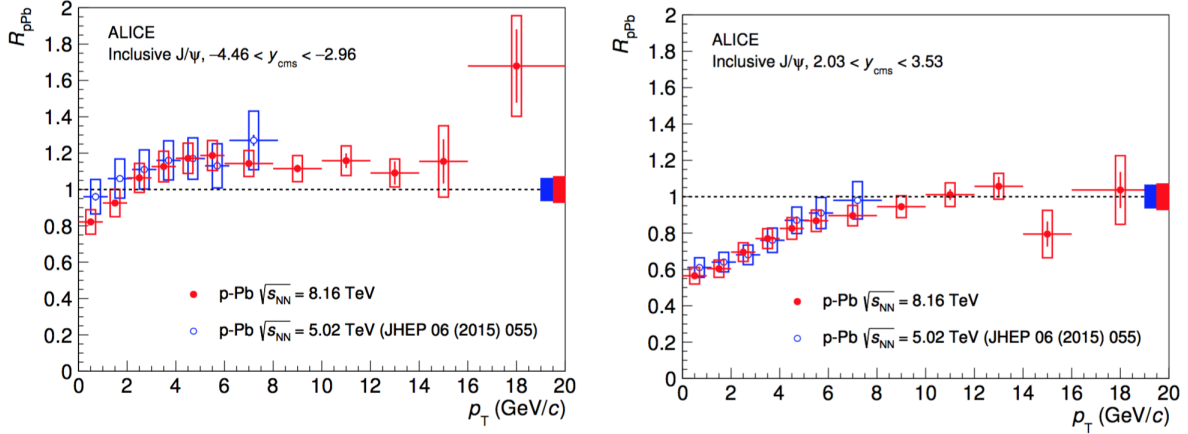 2
1.8
1.6
1.4
1.2
1
0.8
0.6
0.4
0.2
0
R_pPb
ALICE
Inclusive J/ψ, −4.46 < y_cms < −2.96
p-Pb √s_NN = 8.16 TeV
p-Pb √s_NN = 5.02 TeV (JHEP 06 (2015) 055)
0 2 4 6 8 10 12 14 16 18 20
p_T (GeV/c)
2
1.8
1.6
1.4
1.2
1
0.8
0.6
0.4
0.2
0
R_pPb
ALICE
Inclusive J/ψ, 2.03 < y_cms < 3.53
p-Pb √s_NN = 8.16 TeV
p-Pb √s_NN = 5.02 TeV (JHEP 06 (2015) 055)
0 2 4 6 8 10 12 14 16 18 20
p_T (GeV/c)